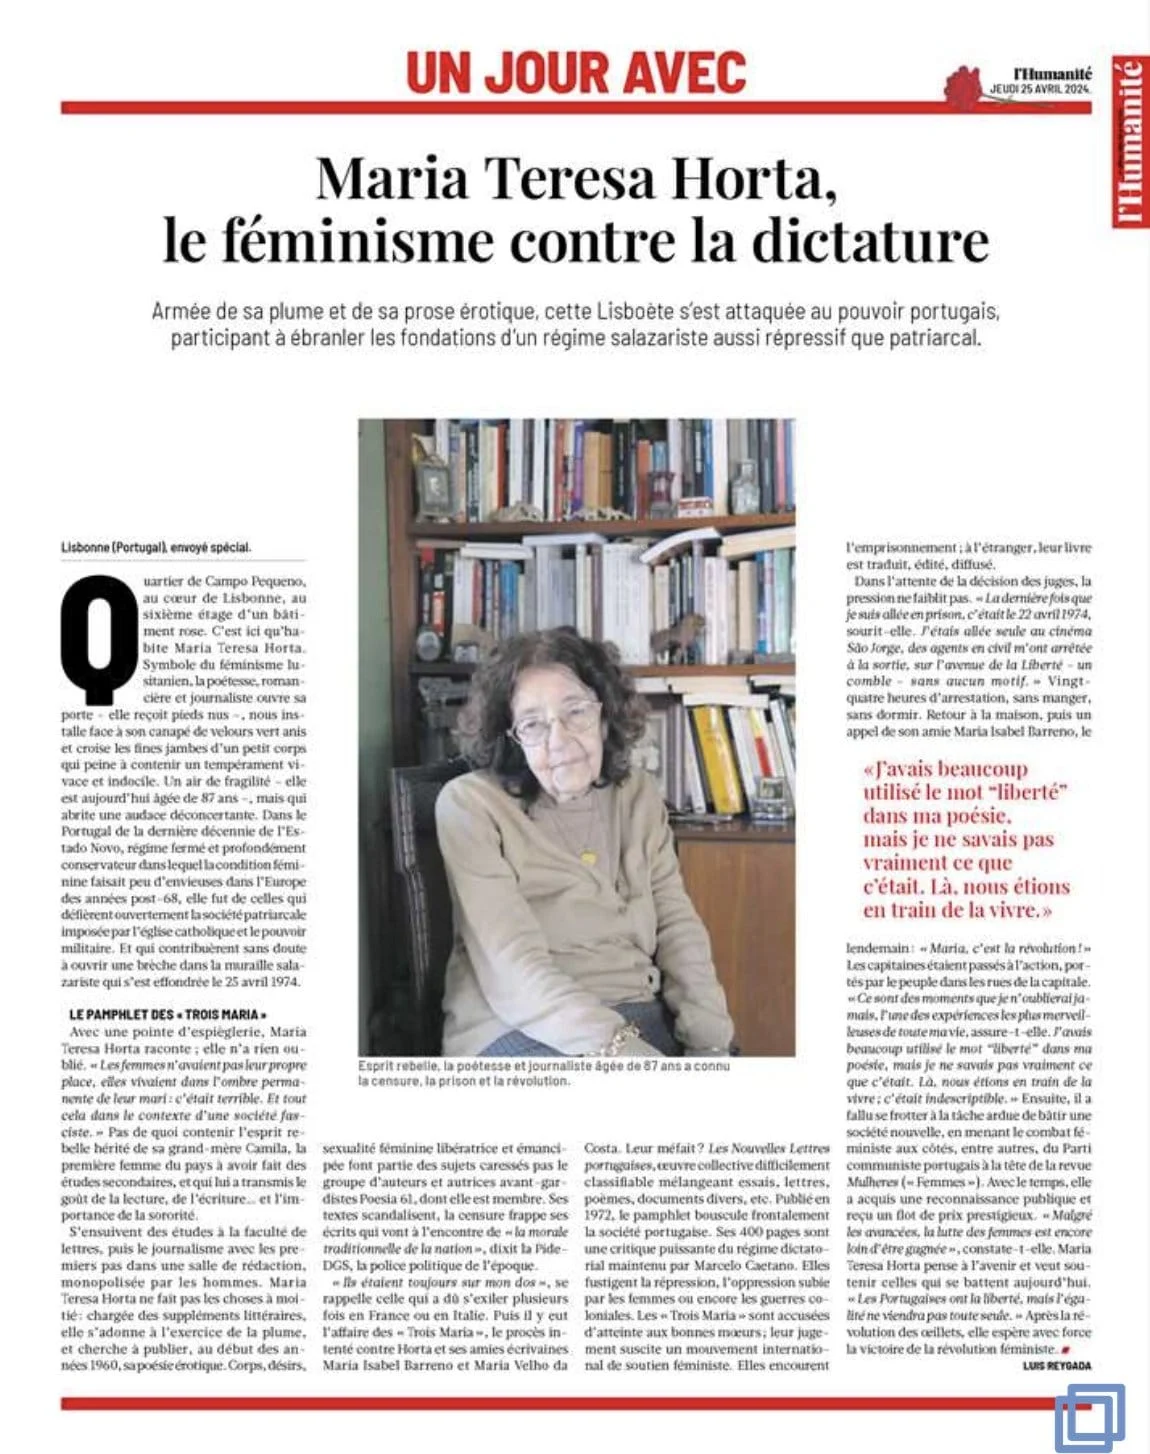 UN JOUR AVEC
l'Humanité
JEUDI 25 AVRIL 2024
l'Humanité
Maria Teresa Horta,
le féminisme contre la dictature
Armée de sa plume et de sa prose érotique, cette Lisboète s'est attaquée au pouvoir portugais,
participant à ébranler les fondations d'un régime salazariste aussi répressif que patriarcal.
Lisbonne (Portugal), envoyé spécial.
Quartier de Campo Pequeno,
au cœur de Lisbonne, au
sixième étage d'un bâti-
ment rose. C'est ici qu'ha-
bite Maria Teresa Horta.
Symbole du féminisme lu-
sitanien, la poétesse, roman-
cière et journaliste ouvre sa
porte – elle reçoit pieds nus –, nous ins-
talle face à son canapé de velours vert anis
et croise les fines jambes d'un petit corps
qui peine à contenir un tempérament vi-
vace et indocile. Un air de fragilité – elle
est aujourd'hui âgée de 87 ans –, mais qui
abrite une audace déconcertante. Dans le
Portugal de la dernière décennie de l'Es-
tado Novo, régime fermé et profondément
conservateur dans lequel la condition fémi-
nine faisait peu d'envieuses dans l'Europe
des années post-68, elle fut de celles qui
défièrent ouvertement la société patriarcale
imposée par l'église catholique et le pouvoir
militaire. Et qui contribuèrent sans doute
à ouvrir une brèche dans la muraille sala-
zariste qui s'est effondrée le 25 avril 1974.
LE PAMPHLET DES « TROIS MARIA »
Avec une pointe d'espièglerie, Maria
Teresa Horta raconte ; elle n'a rien ou-
blié. « Les femmes n'avaient pas leur propre
place, elles vivaient dans l'ombre perma-
nente de leur mari : c'était terrible. Et tout
cela dans le contexte d'une société fas-
ciste. » Pas de quoi contenir l'esprit re-
belle hérité de sa grand-mère Camila, la
première femme du pays à avoir fait des
études secondaires, et qui lui a transmis le
goût de la lecture, de l'écriture... et l'im-
portance de la sororité.
S'ensuivent des études à la faculté de
lettres, puis le journalisme avec les pre-
miers pas dans une salle de rédaction,
monopolisée par les hommes. Maria
Teresa Horta ne fait pas les choses à moi-
tié : chargée des suppléments littéraires,
elle s'adonne à l'exercice de la plume,
et cherche à publier, au début des an-
nées 1960, sa poésie érotique. Corps, désirs,
Esprit rebelle, la poétesse et journaliste âgée de 87 ans a connu
la censure, la prison et la révolution.
sexualité féminine libératrice et émanci-
pée font partie des sujets caressés pas le
groupe d'auteurs et autrices avant-gar-
distes Poesia 61, dont elle est membre. Ses
textes scandalisent, la censure frappe ses
écrits qui vont à l'encontre de « la morale
traditionnelle de la nation », dixit la Pide-
DGS, la police politique de l'époque.
« Ils étaient toujours sur mon dos », se
rappelle celle qui a dû s'exiler plusieurs
fois en France ou en Italie. Puis il y eut
l'affaire des « Trois Maria », le procès in-
tenté contre Horta et ses amies écrivaines
Maria Isabel Barreno et Maria Velho da
Costa. Leur méfait ? Les Nouvelles Lettres
portugaises, œuvre collective difficilement
classifiable mélangeant essais, lettres,
poèmes, documents divers, etc. Publié en
1972, le pamphlet bouscule frontalement
la société portugaise. Ses 400 pages sont
une critique puissante du régime dictato-
rial maintenu par Marcelo Caetano. Elles
fustigent la répression, l'oppression subie
par les femmes ou encore les guerres co-
loniales. Les « Trois Maria » sont accusées
d'atteinte aux bonnes mœurs ; leur juge-
ment suscite un mouvement internatio-
nal de soutien féministe. Elles encourent
l'emprisonnement ; à l'étranger, leur livre
est traduit, édité, diffusé.
Dans l'attente de la décision des juges, la
pression ne faiblit pas. « La dernière fois que
je suis allée en prison, c'était le 22 avril 1974,
sourit-elle. J'étais allée seule au cinéma
São Jorge, des agents en civil m'ont arrêtée
à la sortie, sur l'avenue de la Liberté – un
comble – sans aucun motif. » Vingt-
quatre heures d'arrestation, sans manger,
sans dormir. Retour à la maison, puis un
appel de son amie Maria Isabel Barreno, le
« J'avais beaucoup
utilisé le mot “liberté”
dans ma poésie,
mais je ne savais pas
vraiment ce que
c'était. Là, nous étions
en train de la vivre. »
lendemain : « Maria, c'est la révolution ! »
Les capitaines étaient passés à l'action, por-
tés par le peuple dans les rues de la capitale.
« Ce sont des moments que je n'oublierai ja-
mais, l'une des expériences les plus merveil-
leuses de toute ma vie, assure-t-elle. J'avais
beaucoup utilisé le mot “liberté” dans ma
poésie, mais je ne savais pas vraiment ce
que c'était. Là, nous étions en train de la
vivre ; c'était indescriptible. » Ensuite, il a
fallu se frotter à la tâche ardue de bâtir une
société nouvelle, en menant le combat fé-
ministe aux côtés, entre autres, du Parti
communiste portugais à la tête de la revue
Mulheres (« Femmes »). Avec le temps, elle
a acquis une reconnaissance publique et
reçu un flot de prix prestigieux. « Malgré
les avancées, la lutte des femmes est encore
loin d'être gagnée », constate-t-elle. Maria
Teresa Horta pense à l'avenir et veut sou-
tenir celles qui se battent aujourd'hui.
« Les Portugaises ont la liberté, mais l'éga-
lité ne viendra pas toute seule. » Après la ré-
volution des œillets, elle espère avec force
la victoire de la révolution féministe.
LUIS REYGADA